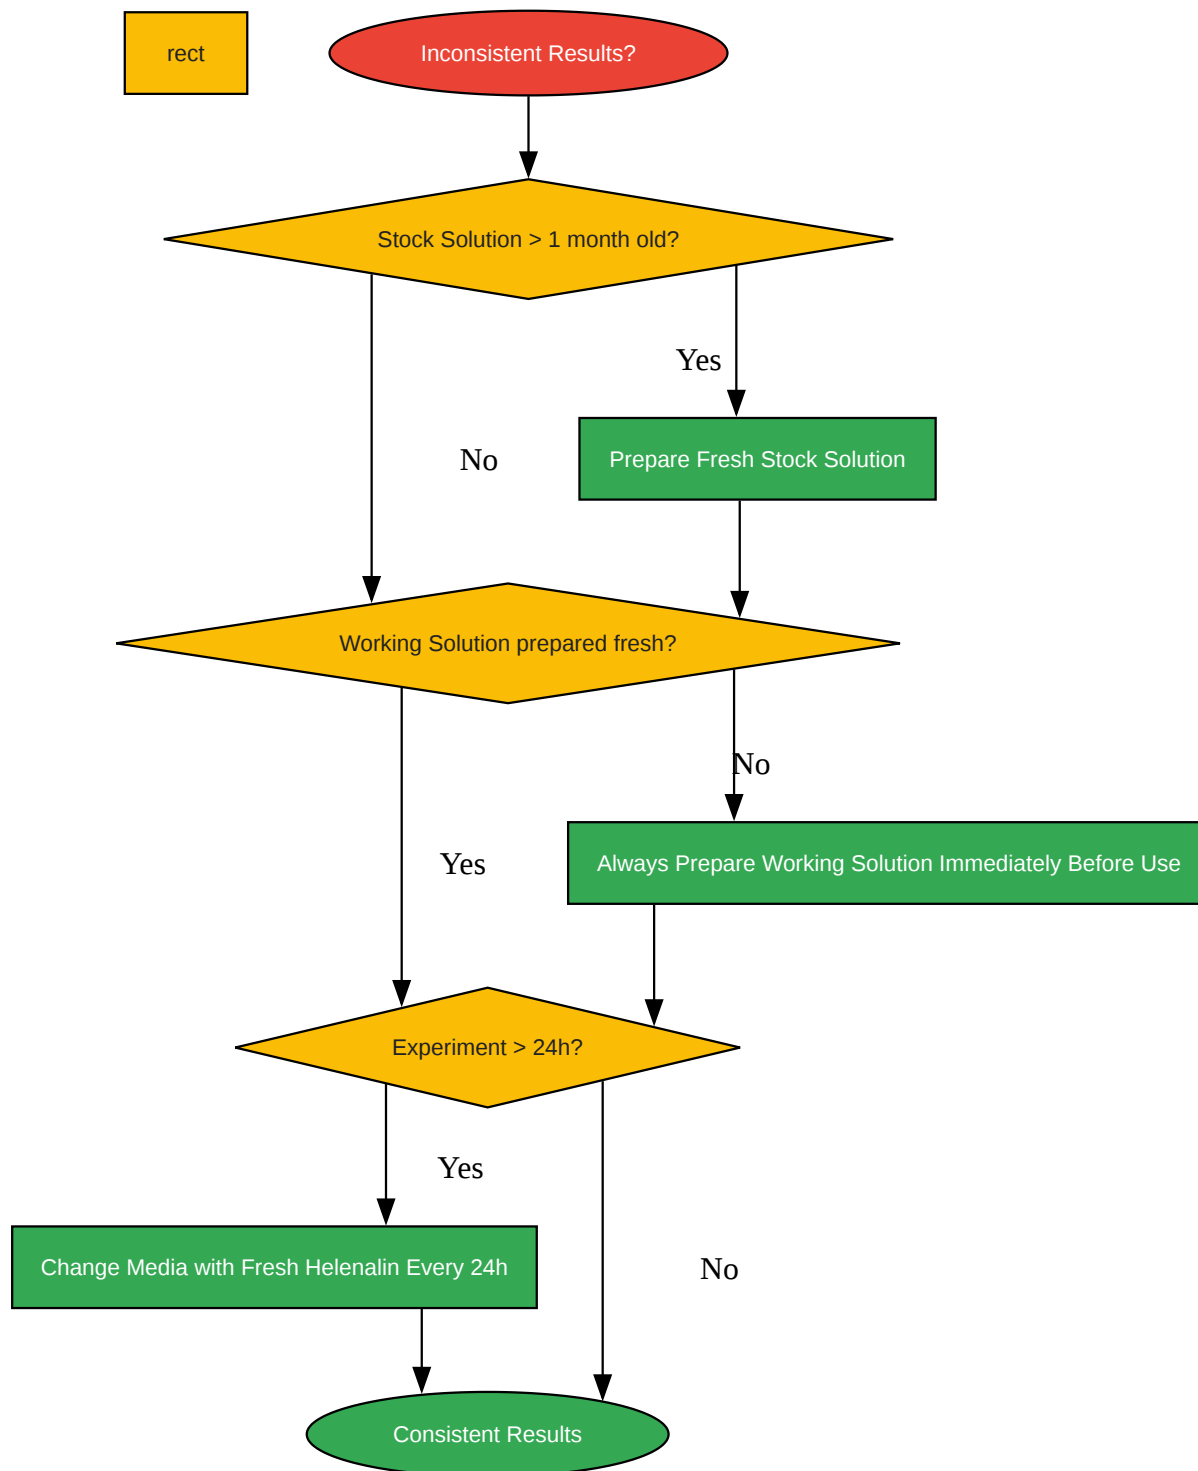 rect
Inconsistent Results?
Stock Solution > 1 month old?
Yes
No
Prepare Fresh Stock Solution
Working Solution prepared fresh?
No
Yes
Always Prepare Working Solution Immediately Before Use
Experiment > 24h?
Yes
Change Media with Fresh Helenalin Every 24h
No
Consistent Results